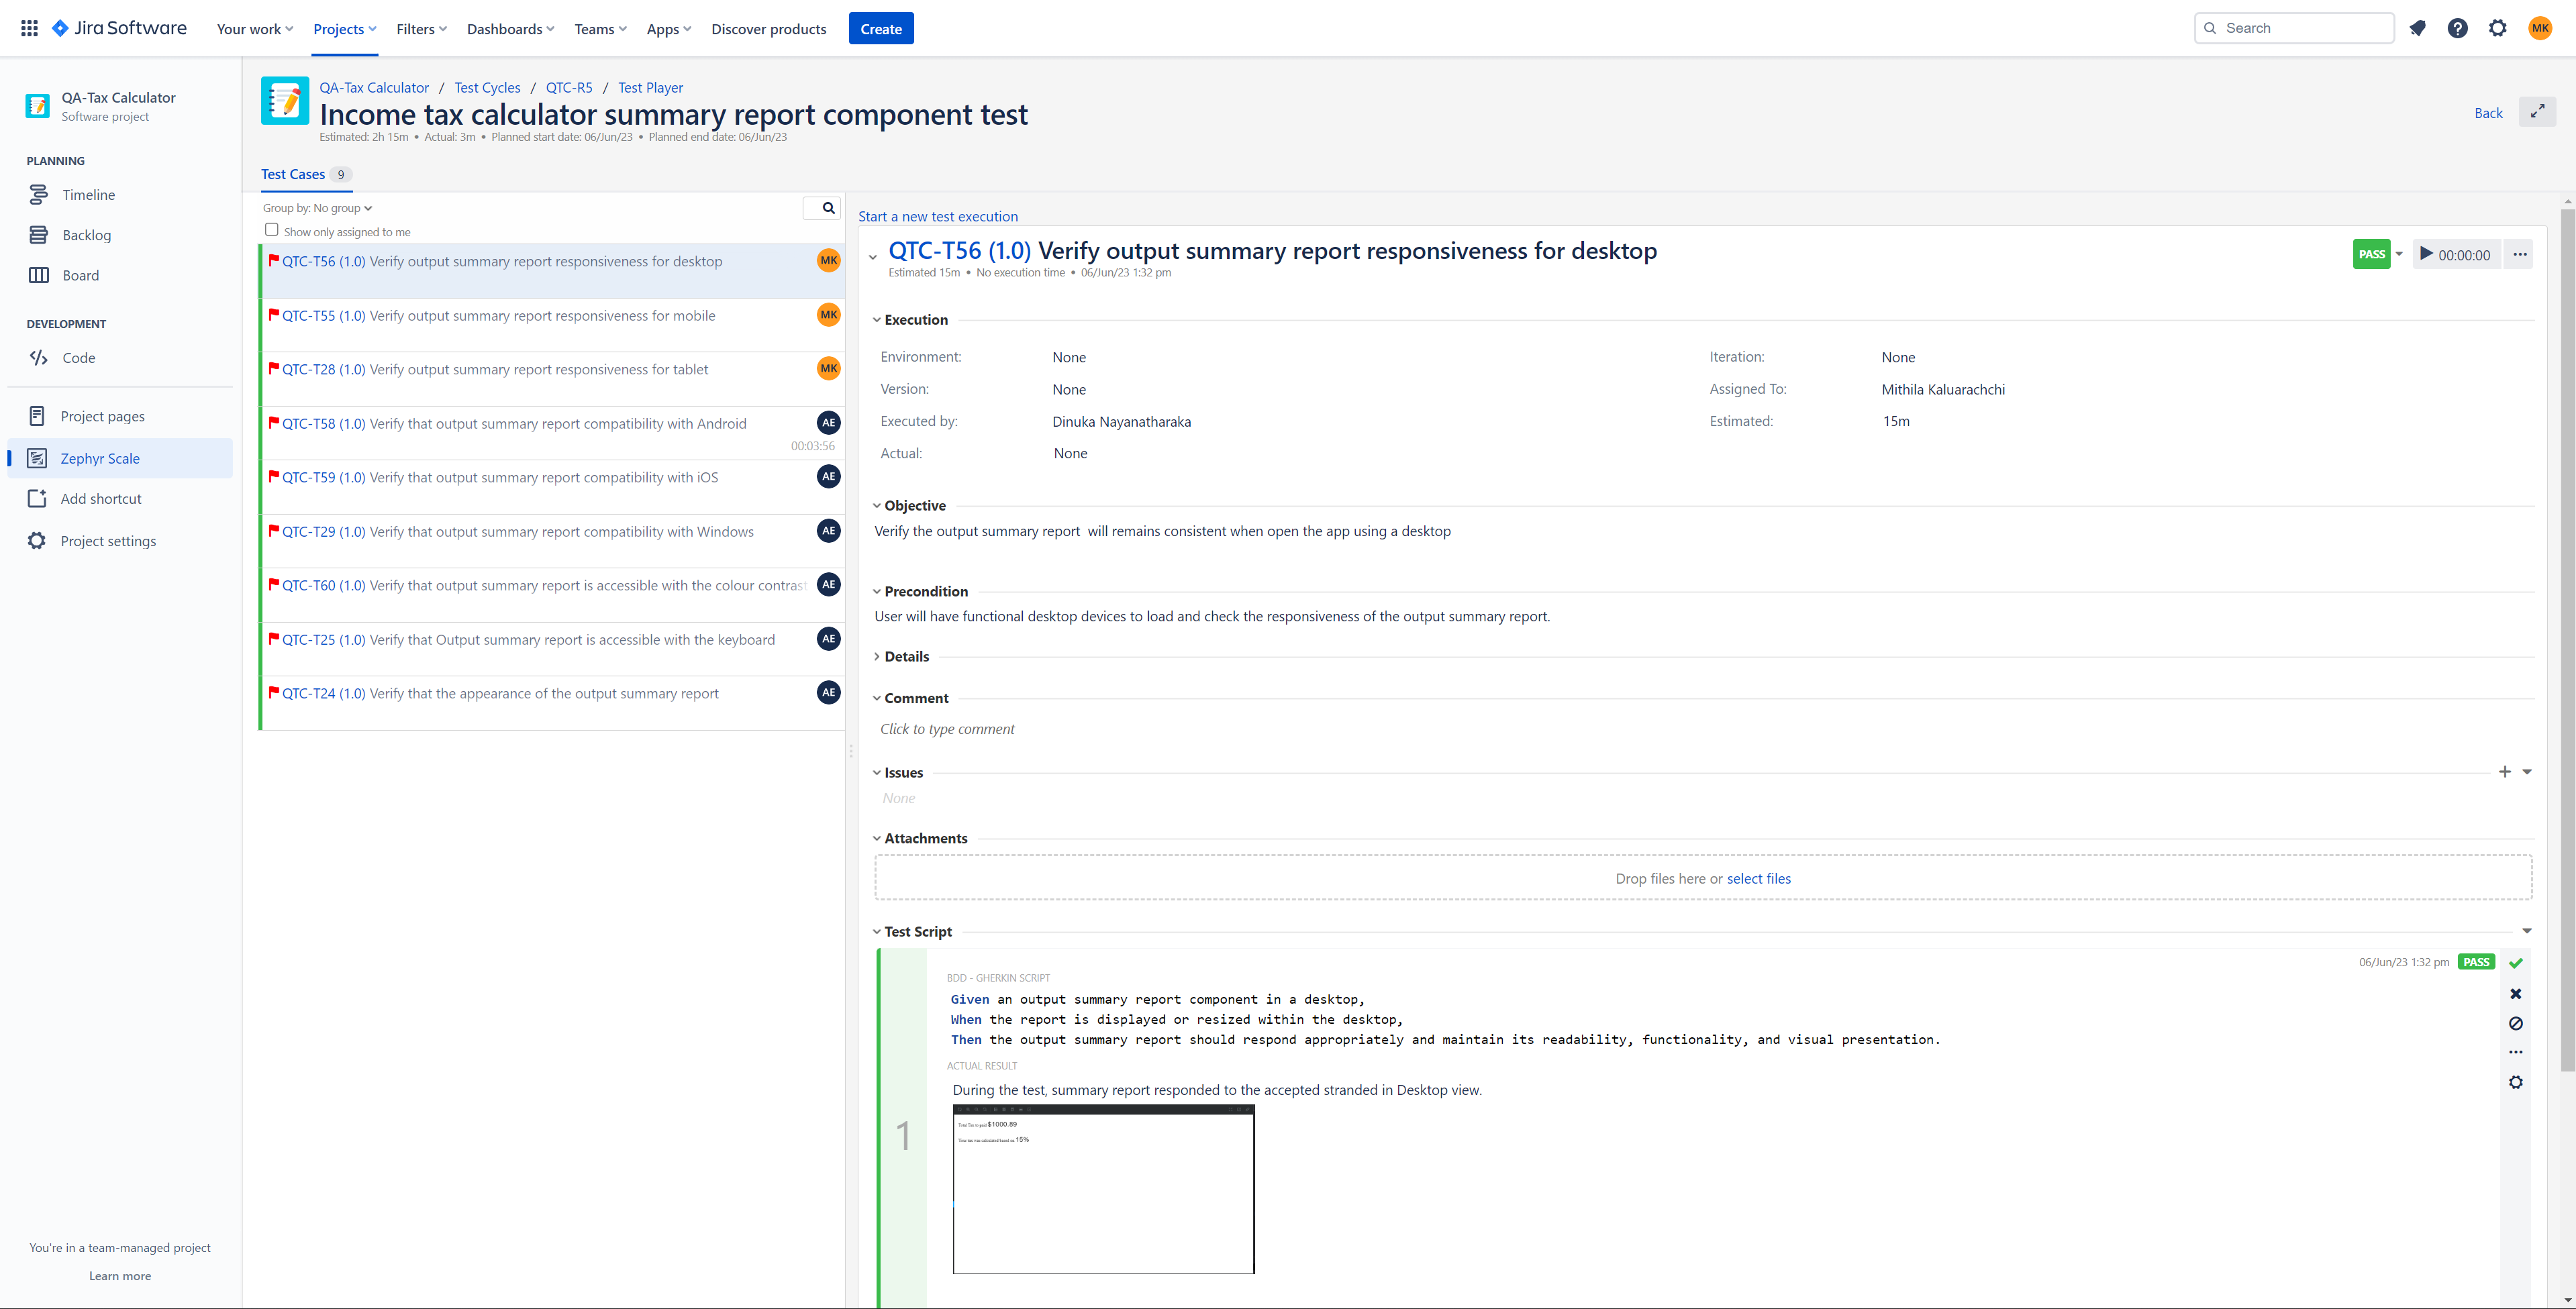 Jira Software Your work Projects Filters Dashboards Teams Apps Discover products Create Search MK
QA-Tax Calculator
Software project
PLANNING
Timeline
Backlog
Board
DEVELOPMENT
Code
Project pages
Zephyr Scale
Add shortcut
Project settings
You're in a team-managed project
Learn more
QA-Tax Calculator / Test Cycles / QTC-R5 / Test Player
Income tax calculator summary report component test
Estimated: 2h 15m • Actual: 3m • Planned start date: 06/Jun/23 • Planned end date: 06/Jun/23
Back
Test Cases 9
Group by: No group
Show only assigned to me
QTC-T56 (1.0) Verify output summary report responsiveness for desktop MK
QTC-T55 (1.0) Verify output summary report responsiveness for mobile MK
QTC-T28 (1.0) Verify output summary report responsiveness for tablet MK
QTC-T58 (1.0) Verify that output summary report compatibility with Android AE
00:03:56
QTC-T59 (1.0) Verify that output summary report compatibility with iOS AE
QTC-T29 (1.0) Verify that output summary report compatibility with Windows AE
QTC-T60 (1.0) Verify that output summary report is accessible with the colour contrast AE
QTC-T25 (1.0) Verify that Output summary report is accessible with the keyboard AE
QTC-T24 (1.0) Verify that the appearance of the output summary report AE
Start a new test execution
QTC-T56 (1.0) Verify output summary report responsiveness for desktop PASS 00:00:00
Estimated 15m • No execution time • 06/Jun/23 1:32 pm
Execution
Environment: None Iteration: None
Version: None Assigned To: Mithila Kaluarachchi
Executed by: Dinuka Nayanatharaka Estimated: 15m
Actual: None
Objective
Verify the output summary report will remains consistent when open the app using a desktop
Precondition
User will have functional desktop devices to load and check the responsiveness of the output summary report.
Details
Comment
Click to type comment
Issues
None
Attachments
Drop files here or select files
Test Script
06/Jun/23 1:32 pm PASS
BDD - GHERKIN SCRIPT
Given an output summary report component in a desktop,
When the report is displayed or resized within the desktop,
Then the output summary report should respond appropriately and maintain its readability, functionality, and visual presentation.
ACTUAL RESULT
During the test, summary report responded to the accepted stranded in Desktop view.
1
Total Tax to paid $1000.89
Your tax was calculated based on 15%